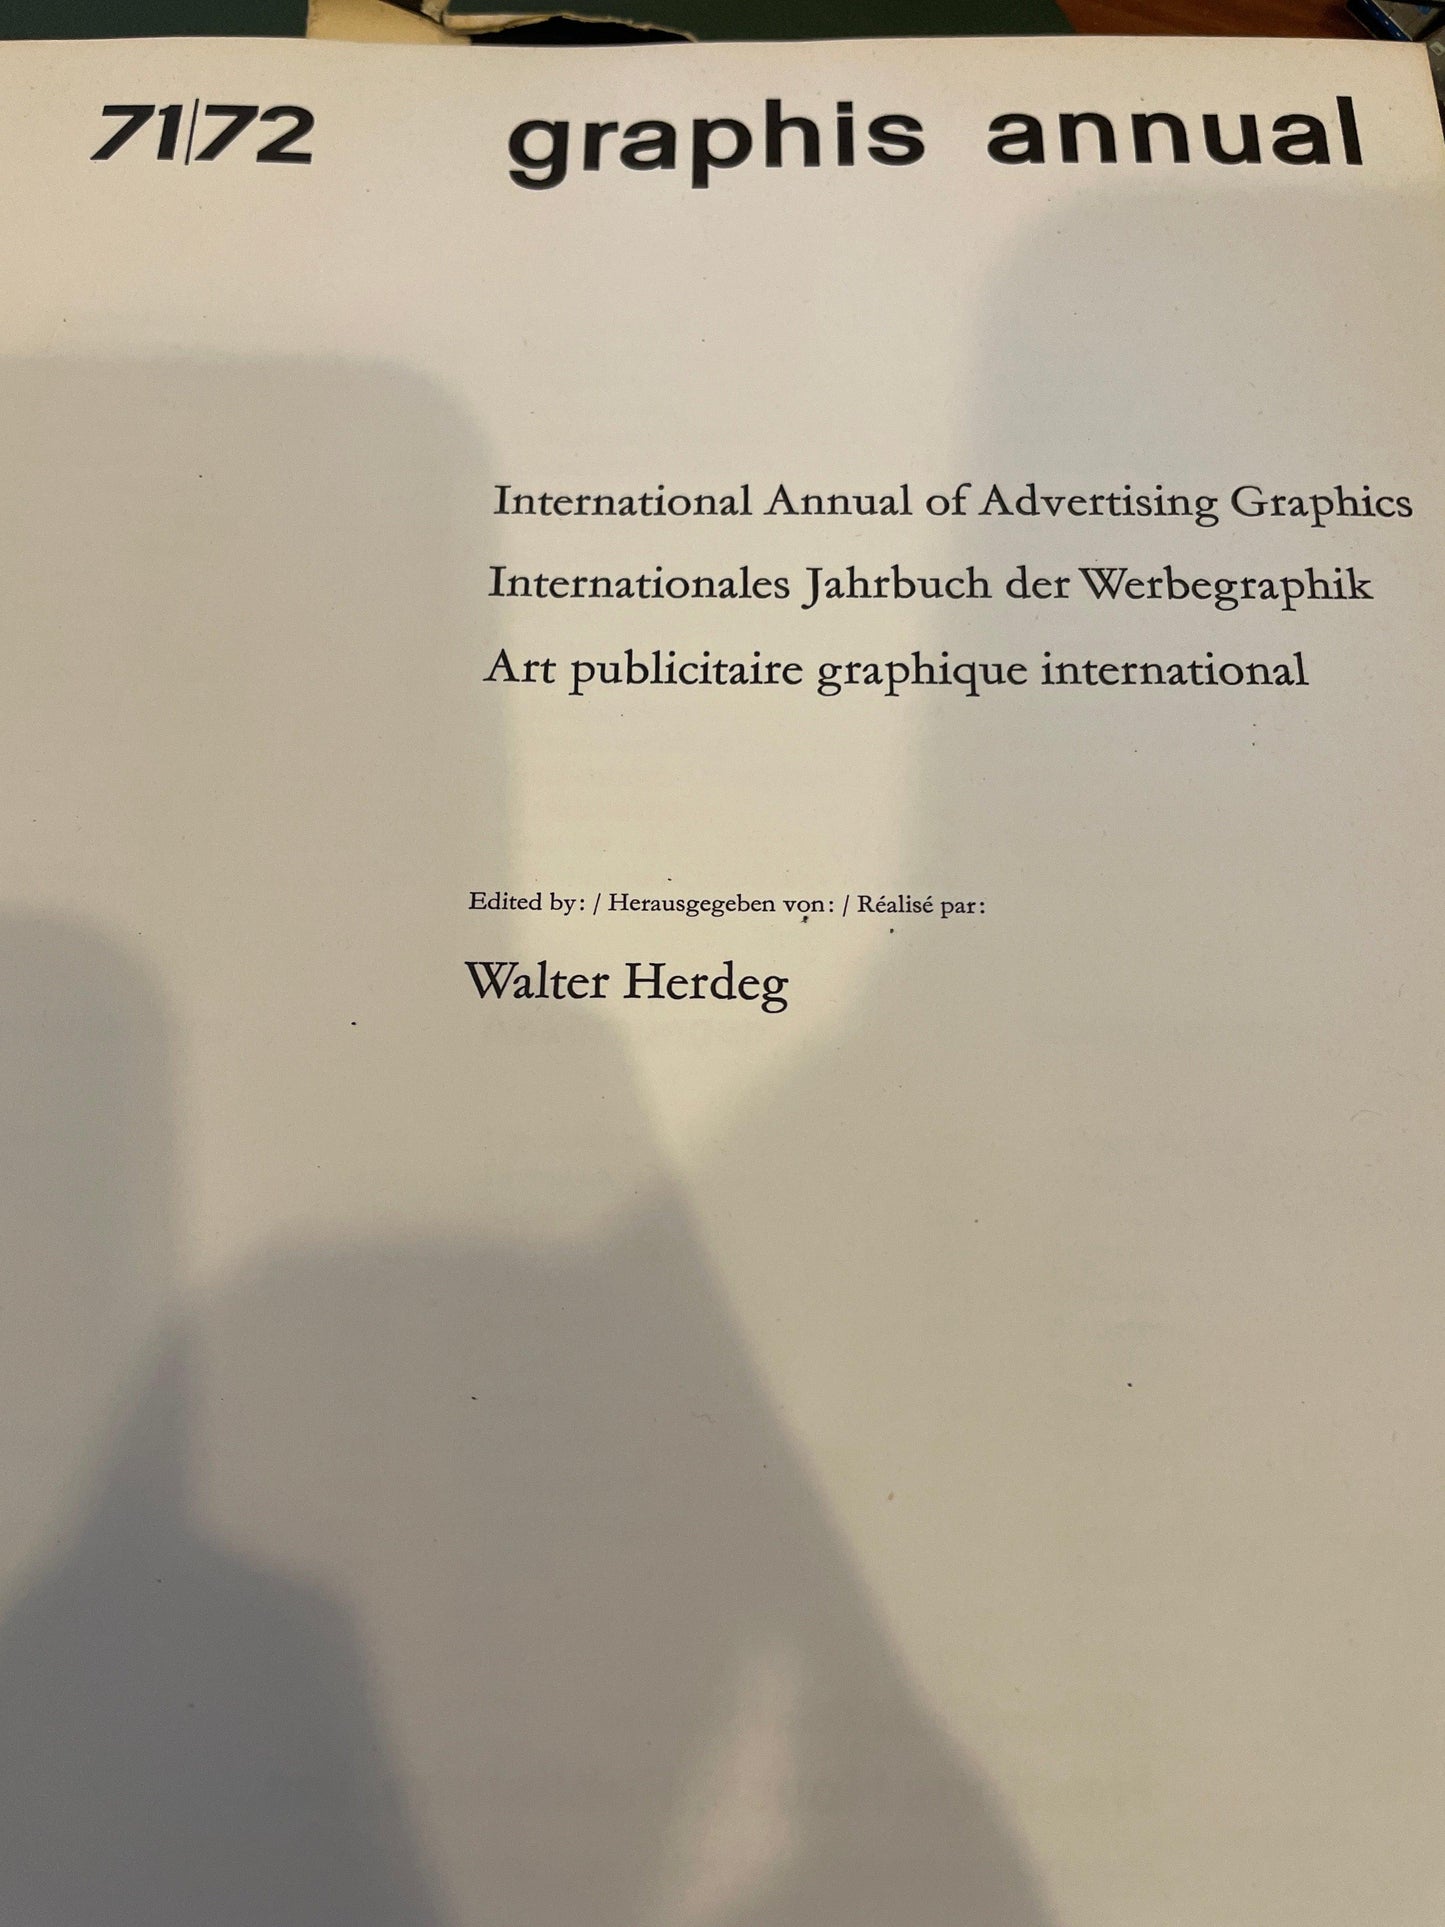 71|72 graphis annual
International Annual of Advertising Graphics
Internationales Jahrbuch der Werbegraphik
Art publicitaire graphique international
Edited by: / Herausgegeben von: / Réalisé par:
Walter Herdeg